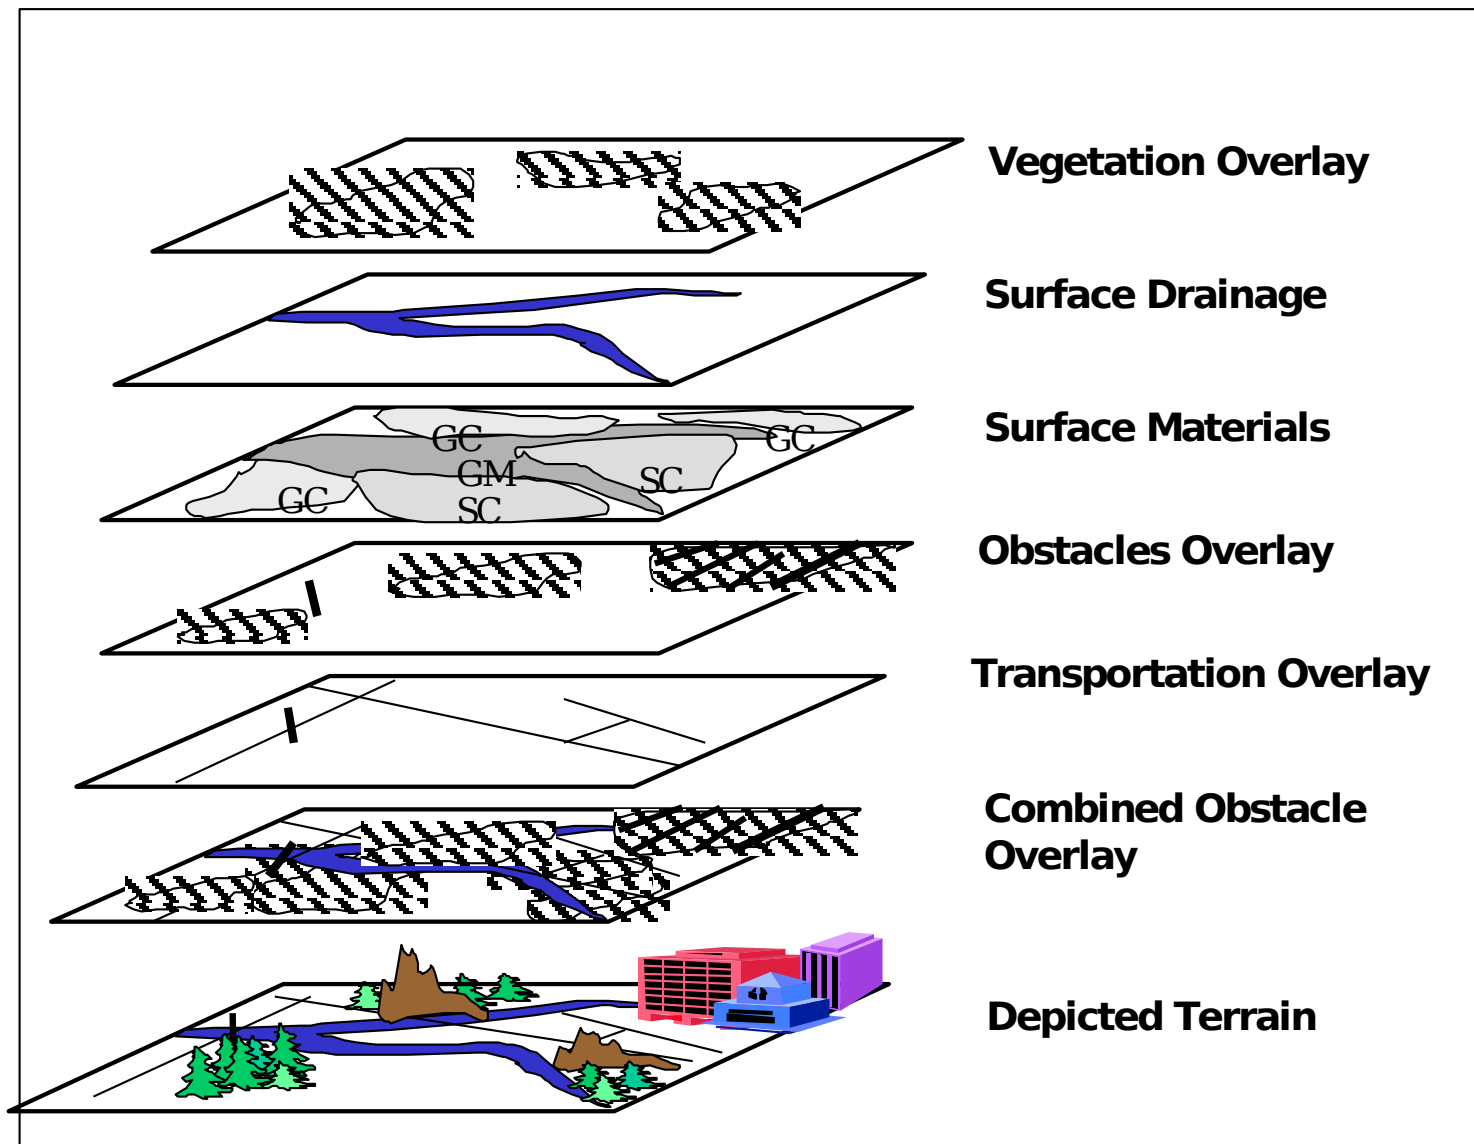 Vegetation Overlay
Surface Drainage
Surface Materials
GC
GC
GM
SC
GC
SC
Obstacles Overlay
Transportation Overlay
Combined Obstacle
Overlay
Depicted Terrain